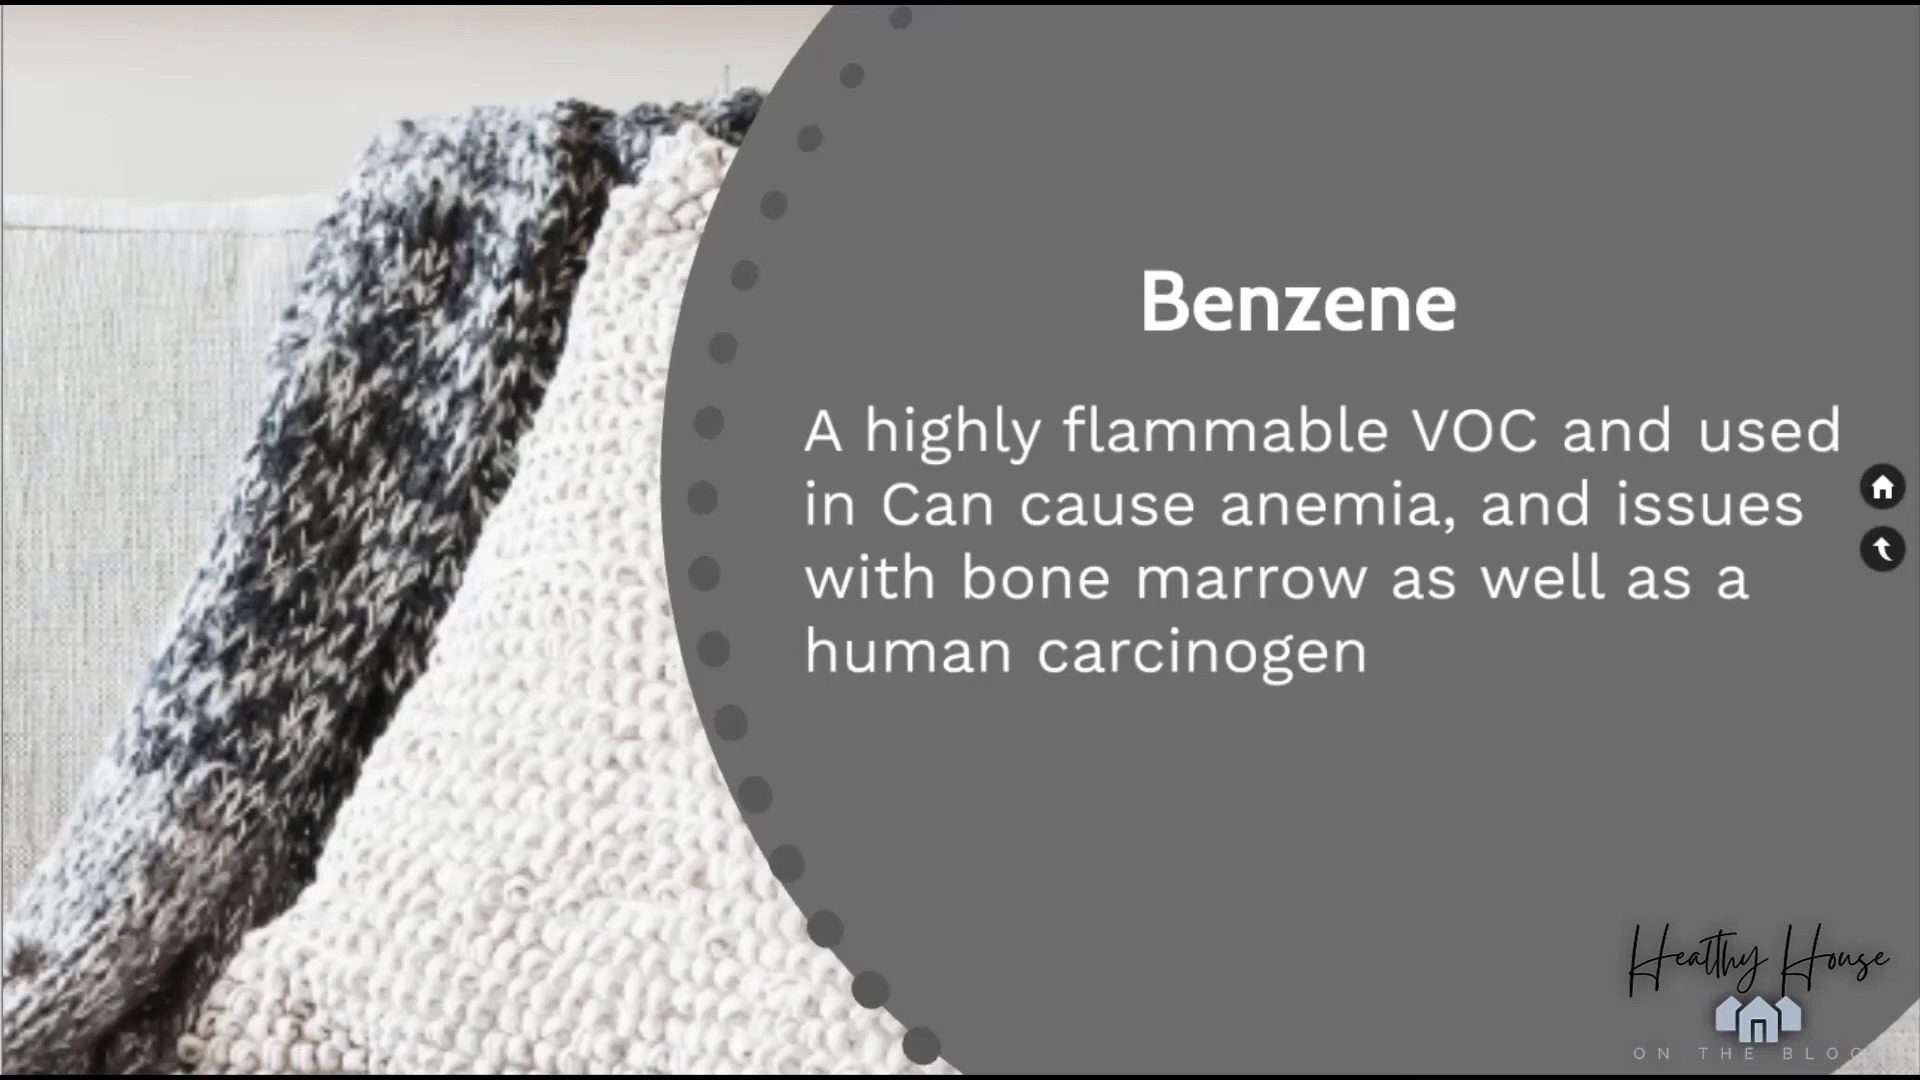 Benzene
A highly flammable VOC and used
in Can cause anemia, and issues
with bone marrow as well as a
human carcinogen
Healthy House
ON THE BLOC